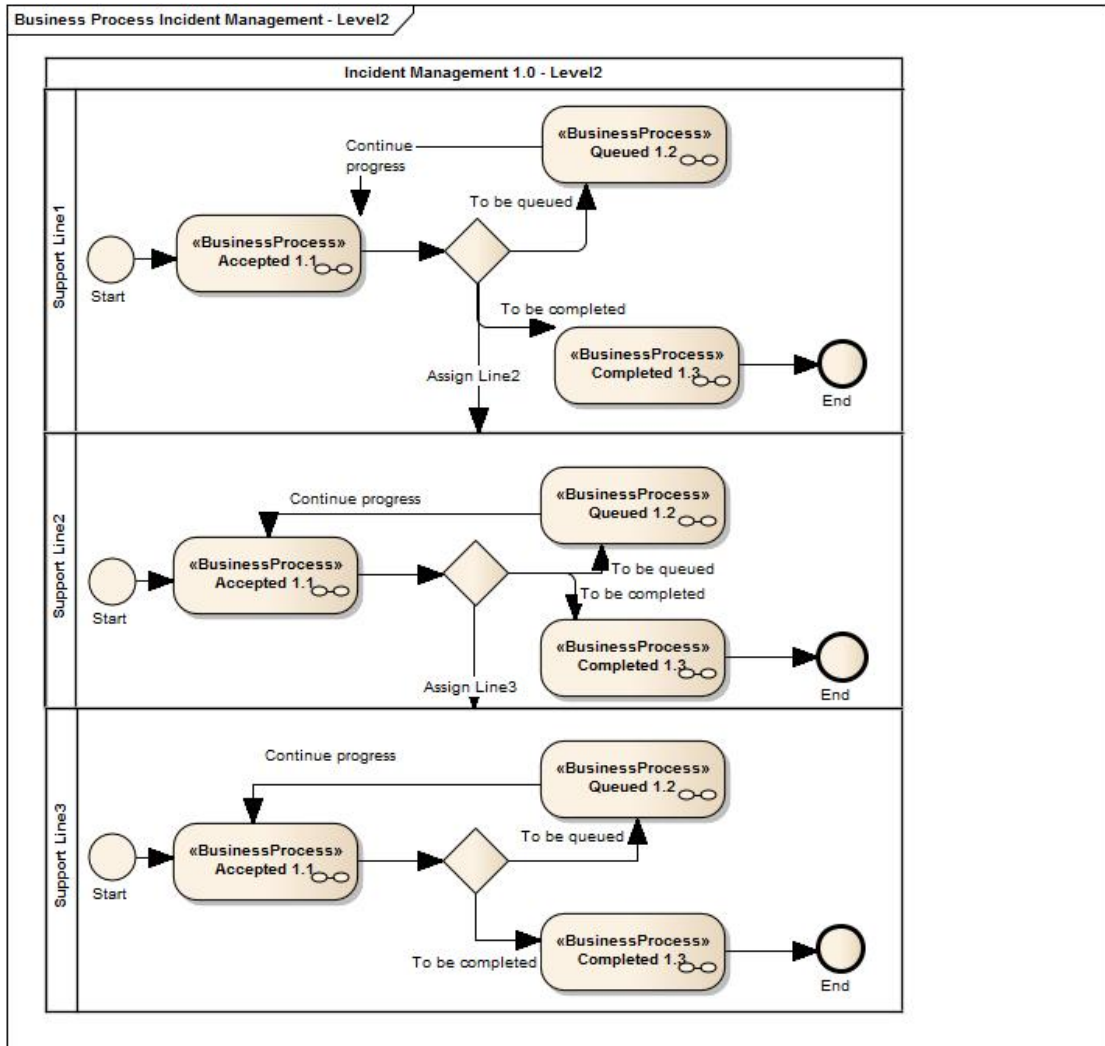 Business Process Incident Management - Level2
Incident Management 1.0 - Level2
Support Line1
«BusinessProcess»
Queued 1.2
Continue
progress
To be queued
«BusinessProcess»
Accepted 1.1
Start
To be completed
«BusinessProcess»
Completed 1.3
Assign Line2
End
Support Line2
«BusinessProcess»
Queued 1.2
Continue progress
«BusinessProcess»
Accepted 1.1
To be queued
To be completed
Start
«BusinessProcess»
Completed 1.3
Assign Line3
End
Support Line3
«BusinessProcess»
Queued 1.2
Continue progress
To be queued
«BusinessProcess»
Accepted 1.1
Start
«BusinessProcess»
Completed 1.3
To be completed
End